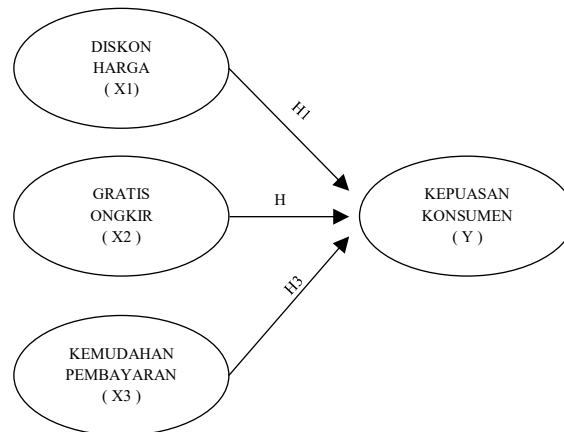 DISKON
HARGA
( X1)
H1
GRATIS
ONGKIR
( X2 )
H
KEPUASAN
KONSUMEN
( Y )
H3
KEMUDAHAN
PEMBAYARAN
( X3 )